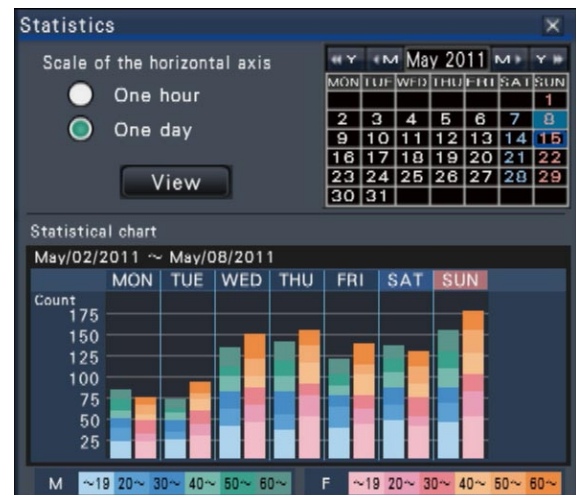 Statistics
Scale of the horizontal axis
One hour
One day
View
Y M May 2011 M Y
MON TUE WED THU FRI SAT SUN
1
2 3 4 5 6 7 8
9 10 11 12 13 14 15
16 17 18 19 20 21 22
23 24 25 26 27 28 29
30 31
Statistical chart
May/02/2011 ~ May/08/2011
MON TUE WED THU FRI SAT SUN
Count
175
150
125
100
75
50
25
M ~19 20~ 30~ 40~ 50~ 60~ F ~19 20~ 30~ 40~ 50~ 60~